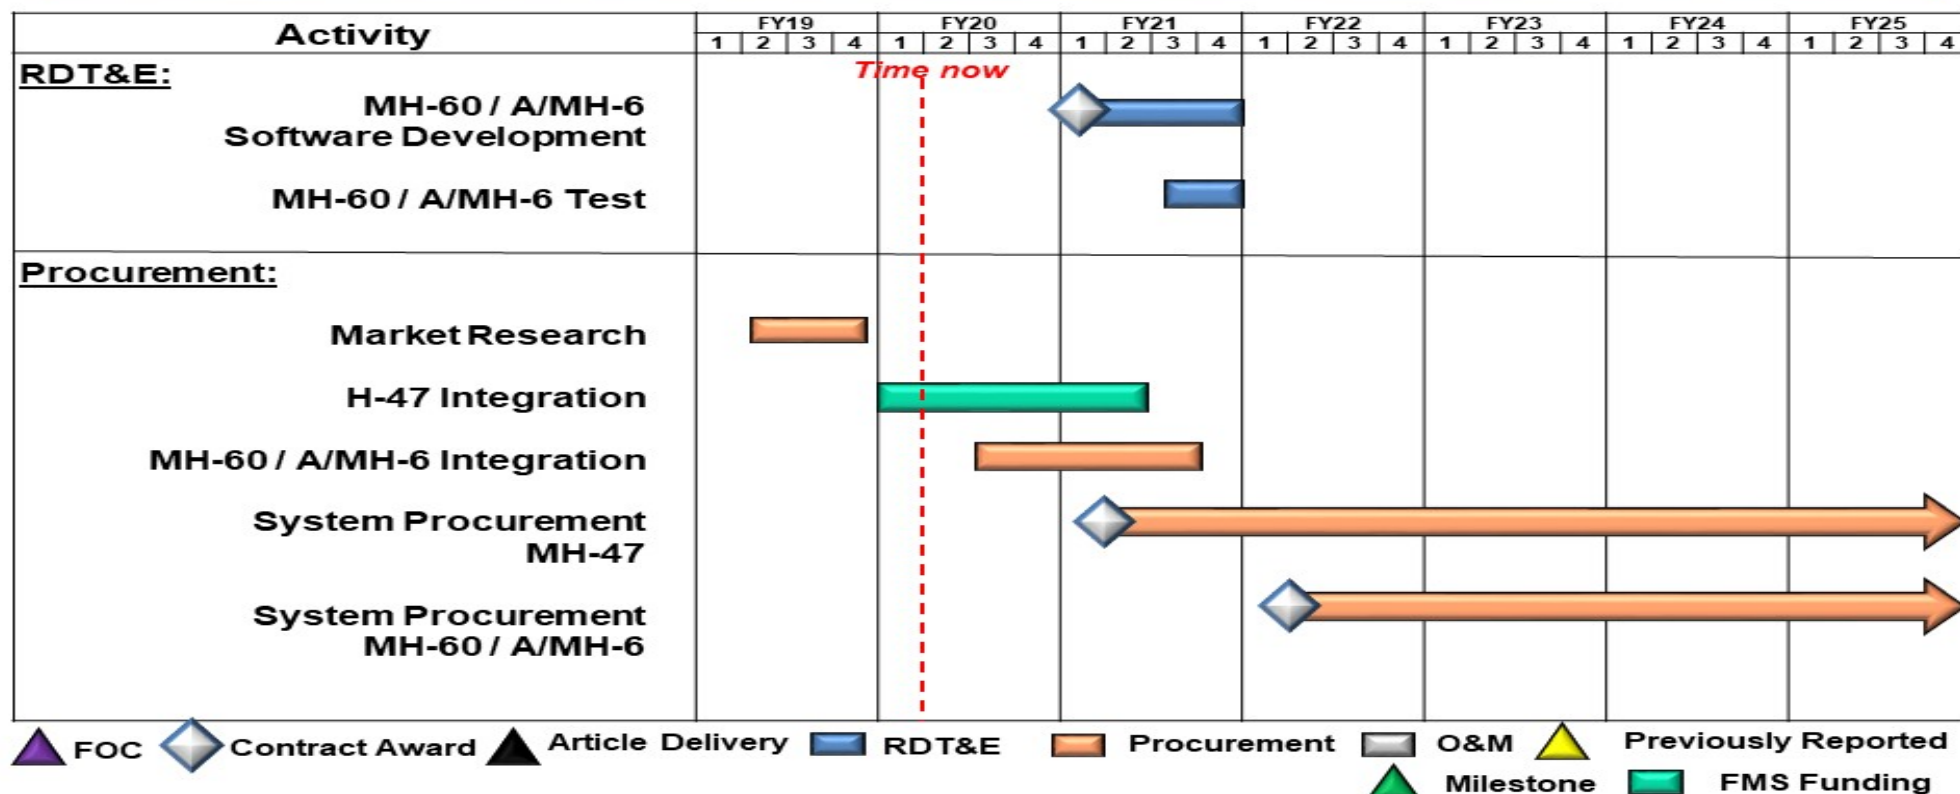 Activity
FY19 FY20 FY21 FY22 FY23 FY24 FY25
1 2 3 4 1 2 3 4 1 2 3 4 1 2 3 4 1 2 3 4 1 2 3 4 1 2 3 4
RDT&E:
Time now
MH-60 / A/MH-6
Software Development
MH-60 / A/MH-6 Test
Procurement:
Market Research
H-47 Integration
MH-60 / A/MH-6 Integration
System Procurement
MH-47
System Procurement
MH-60 / A/MH-6
FOC Contract Award Article Delivery RDT&E Procurement O&M Previously Reported
Milestone FMS Funding